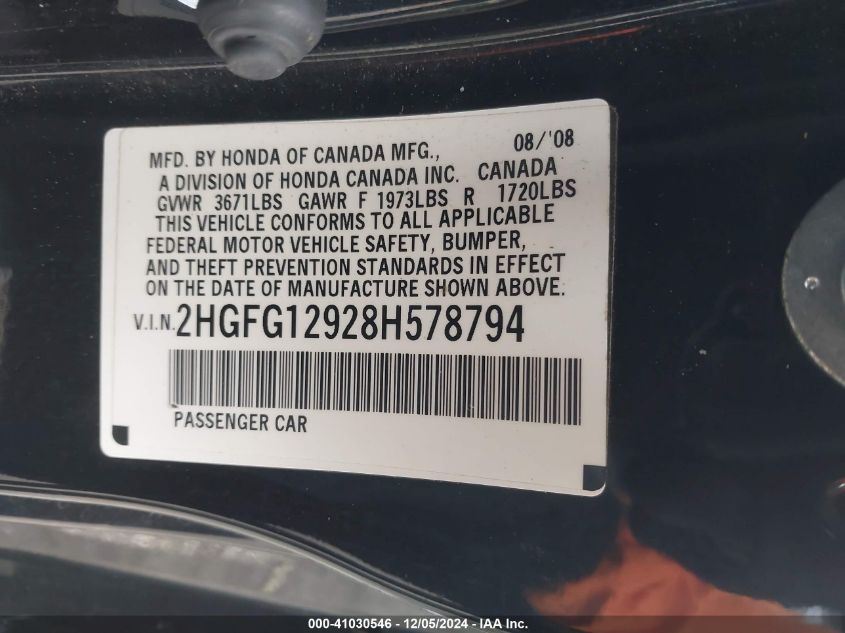 MFD. BY HONDA OF CANADA MFG., 08/'08
A DIVISION OF HONDA CANADA INC. CANADA
GVWR 3671LBS GAWR F 1973LBS R 1720LBS
THIS VEHICLE CONFORMS TO ALL APPLICABLE
FEDERAL MOTOR VEHICLE SAFETY, BUMPER,
AND THEFT PREVENTION STANDARDS IN EFFECT
ON THE DATE OF MANUFACTURE SHOWN ABOVE.
V.I.N. 2HGFG12928H578794
PASSENGER CAR
000-41030546 - 12/05/2024 - IAA Inc.